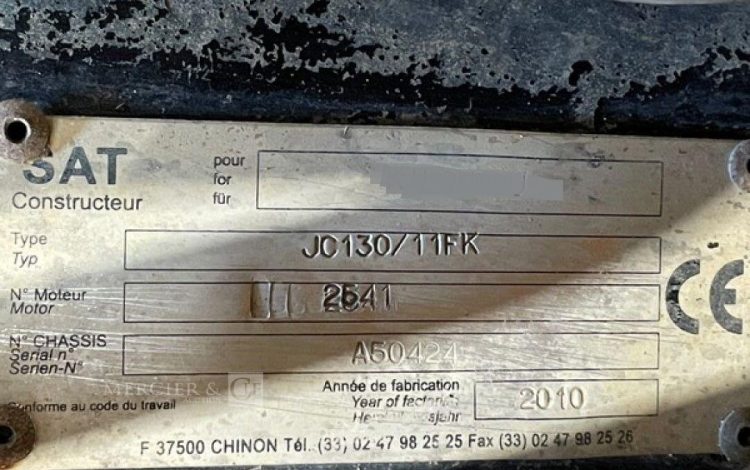 SAT
Constructeur
pour
for
für
Type
Typ
JC130/11FK
N° Moteur
Motor
2541
N° CHASSIS
Serial n°
Serien-N°
A50424
MERCIER & CIE
Année de fabrication
Year of
2010
Conforme au code du travail
F 37500 CHINON Tél. (33) 02 47 98 25 25 Fax (33) 02 47 98 25 26
CE